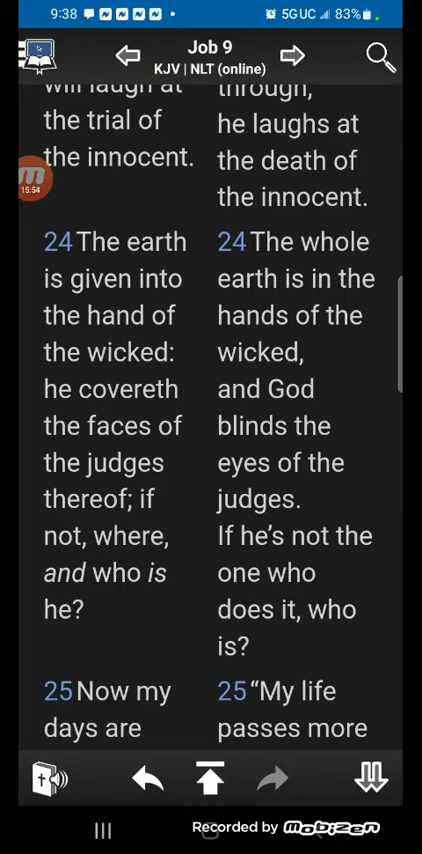 9:38
5GUC
83%
Job 9
KJV | NLT (online)
will laugh at
the trial of
the innocent.
through,
he laughs at
the death of
the innocent.
15:54
24 The earth
is given into
the hand of
the wicked:
he covereth
the faces of
the judges
thereof; if
not, where,
and who is
he?
24 The whole
earth is in the
hands of the
wicked,
and God
blinds the
eyes of the
judges.
If he’s not the
one who
does it, who
is?
25 Now my
days are
25 “My life
passes more
Recorded by Mobizen